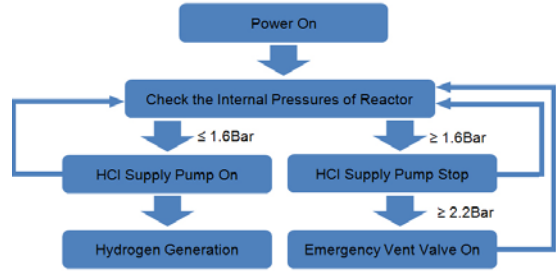 Power On
Check the Internal Pressures of Reactor
≤ 1.6Bar
≥ 1.6Bar
HCl Supply Pump On
HCl Supply Pump Stop
≥ 2.2Bar
Hydrogen Generation
Emergency Vent Valve On